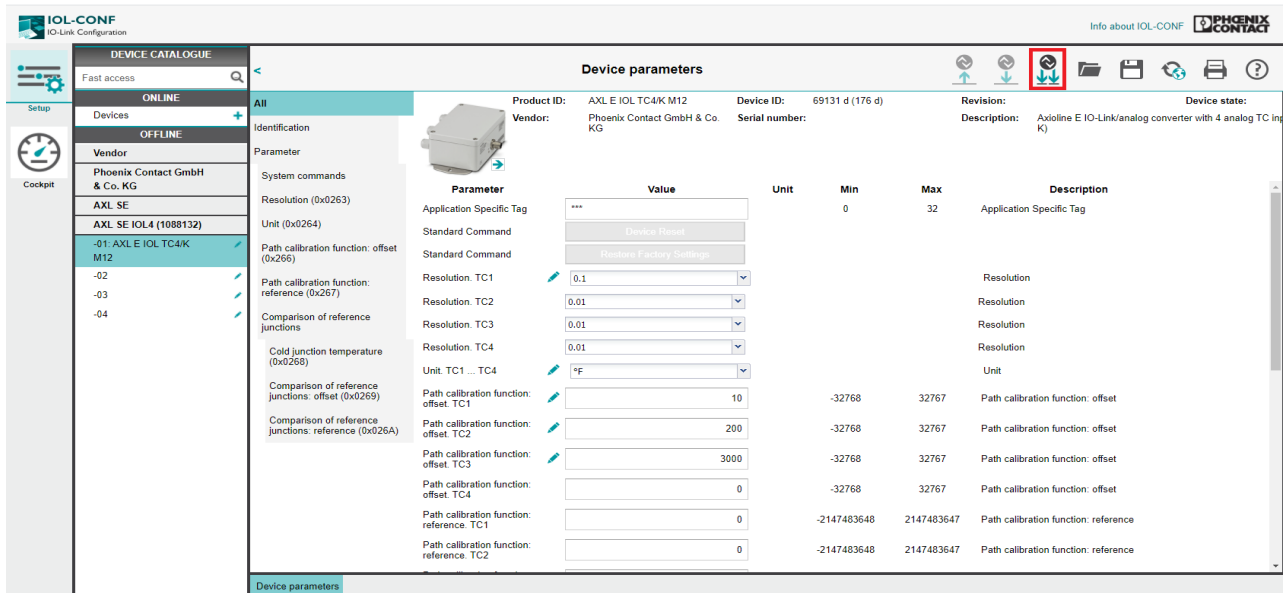 IOL-CONF
IO-Link Configuration
Info about IOL-CONF
PHŒNIX
CONTACT
Setup
Cockpit
DEVICE CATALOGUE
Fast access
ONLINE
Devices +
OFFLINE
Vendor
Phoenix Contact GmbH
& Co. KG
AXL SE
AXL SE IOL4 (1088132)
-01: AXL E IOL TC4/K
M12
-02
-03
-04
< Device parameters
All
Identification
Parameter
System commands
Resolution (0x0263)
Unit (0x0264)
Path calibration function: offset
(0x266)
Path calibration function:
reference (0x267)
Comparison of reference
junctions
Cold junction temperature
(0x0268)
Comparison of reference
junctions: offset (0x0269)
Comparison of reference
junctions: reference (0x026A)
Product ID: AXL E IOL TC4/K M12 Device ID: 69131 d (176 d) Revision: Device state:
Vendor: Phoenix Contact GmbH & Co. Serial number: Description: Axioline E IO-Link/analog converter with 4 analog TC inp
KG K)
Parameter Value Unit Min Max Description
Application Specific Tag *** 0 32 Application Specific Tag
Standard Command Device Reset
Standard Command Restore Factory Settings
Resolution. TC1 0.1 Resolution
Resolution. TC2 0.01 Resolution
Resolution. TC3 0.01 Resolution
Resolution. TC4 0.01 Resolution
Unit. TC1 ... TC4 °F Unit
Path calibration function:
offset. TC1 10 -32768 32767 Path calibration function: offset
Path calibration function:
offset. TC2 200 -32768 32767 Path calibration function: offset
Path calibration function:
offset. TC3 3000 -32768 32767 Path calibration function: offset
Path calibration function:
offset. TC4 0 -32768 32767 Path calibration function: offset
Path calibration function:
reference. TC1 0 -2147483648 2147483647 Path calibration function: reference
Path calibration function:
reference. TC2 0 -2147483648 2147483647 Path calibration function: reference
Device parameters